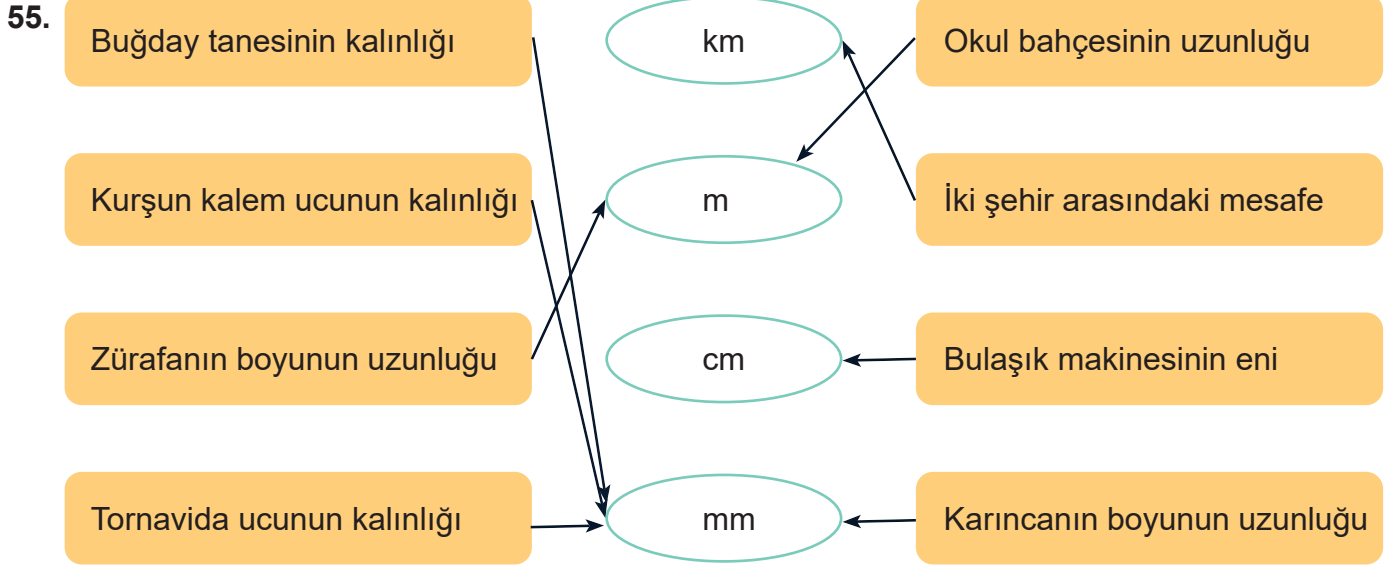 55.
Buğday tanesinin kalınlığı
km
Okul bahçesinin uzunluğu
Kurşun kalem ucunun kalınlığı
m
İki şehir arasındaki mesafe
Zürafanın boyunun uzunluğu
cm
Bulaşık makinesinin eni
Tornavida ucunun kalınlığı
mm
Karıncanın boyunun uzunluğu